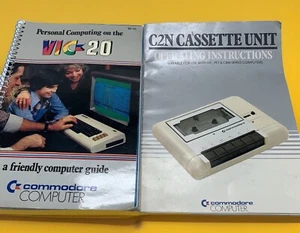 Personal Computing on the
VIC-20
a friendly computer guide
commodore
COMPUTER
C2N CASSETTE UNIT
OPERATING INSTRUCTIONS
commodore
COMPUTER